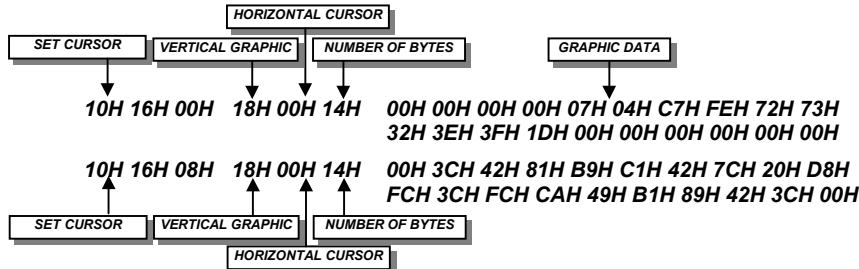 HORIZONTAL CURSOR
SET CURSOR VERTICAL GRAPHIC NUMBER OF BYTES GRAPHIC DATA
10H 16H 00H 18H 00H 14H 00H 00H 00H 00H 07H 04H C7H FEH 72H 73H
32H 3EH 3FH 1DH 00H 00H 00H 00H 00H 00H
10H 16H 08H 18H 00H 14H 00H 3CH 42H 81H B9H C1H 42H 7CH 20H D8H
FCH 3CH FCH CAH 49H B1H 89H 42H 3CH 00H
SET CURSOR VERTICAL GRAPHIC NUMBER OF BYTES
HORIZONTAL CURSOR